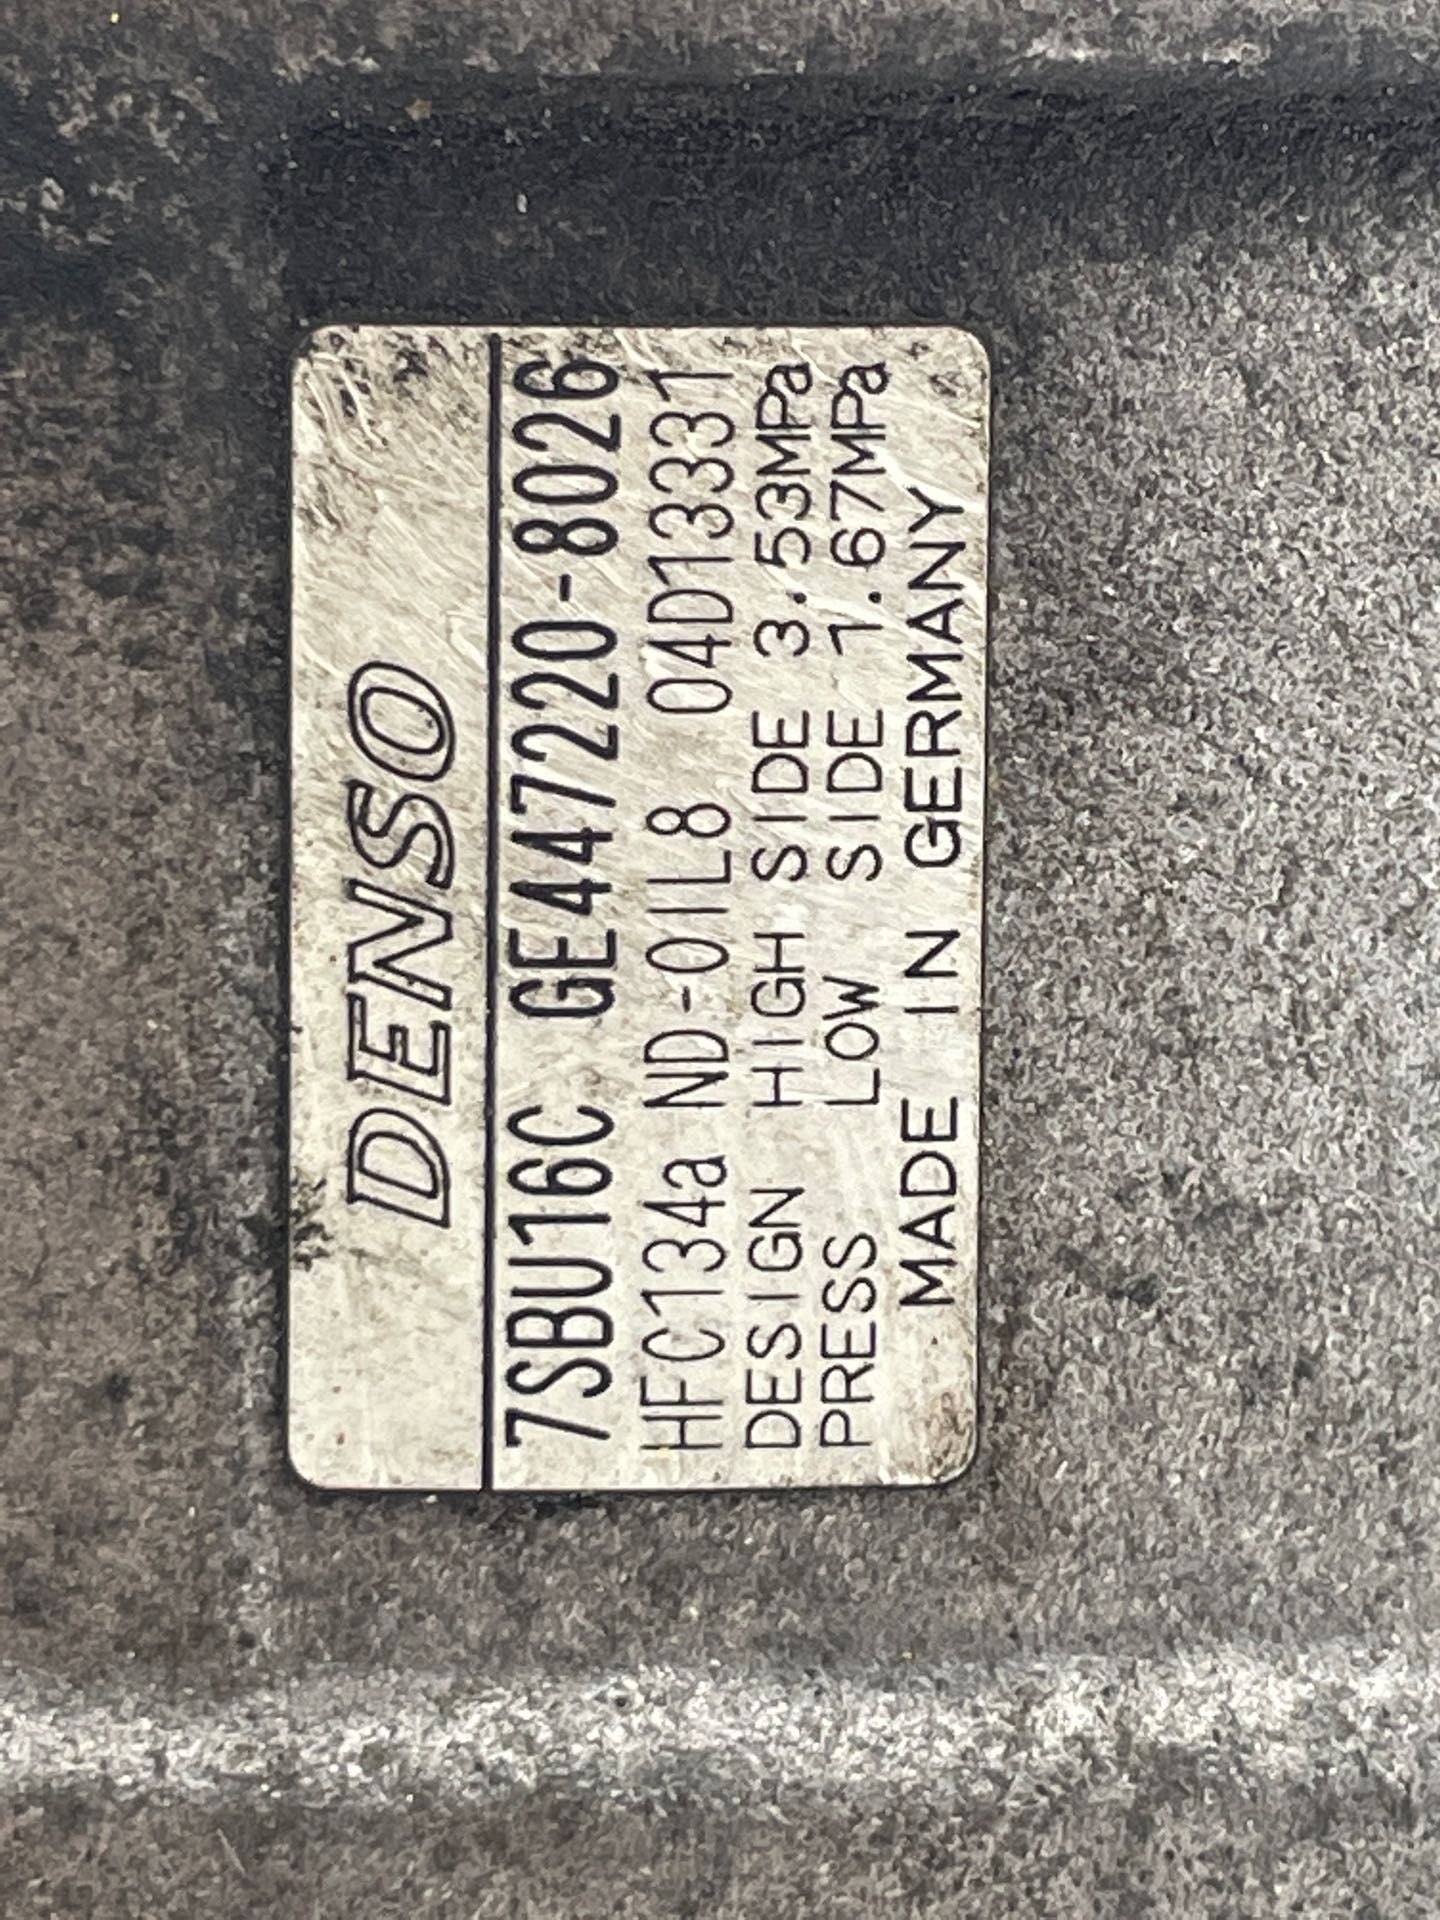 DENSO
7SBU16C GE447220-8026
HFC134a ND-OIL8 04D13331
DESIGN HIGH SIDE 3.53MPa
PRESS LOW SIDE 1.67MPa
MADE IN GERMANY